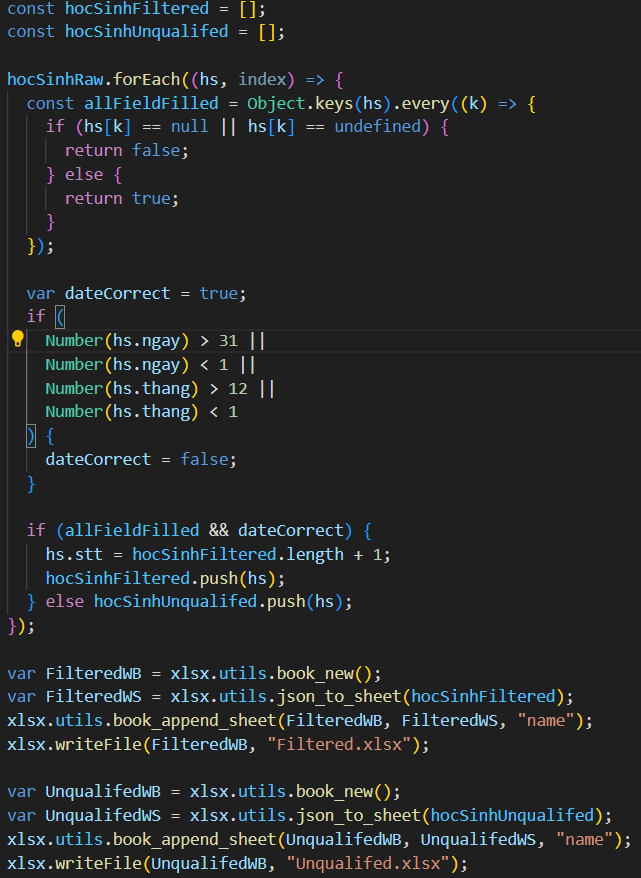 const hocSinhFiltered = [];
const hocSinhUnqualifed = [];
hocSinhRaw.forEach((hs, index) => {
const allFieldFilled = Object.keys(hs).every((k) => {
if (hs[k] == null || hs[k] == undefined) {
return false;
} else {
return true;
}
});
var dateCorrect = true;
if (
Number(hs.ngay) > 31 ||
Number(hs.ngay) < 1 ||
Number(hs.thang) > 12 ||
Number(hs.thang) < 1
) {
dateCorrect = false;
}
if (allFieldFilled && dateCorrect) {
hs.stt = hocSinhFiltered.length + 1;
hocSinhFiltered.push(hs);
} else hocSinhUnqualifed.push(hs);
});
var FilteredWB = xlsx.utils.book_new();
var FilteredWS = xlsx.utils.json_to_sheet(hocSinhFiltered);
xlsx.utils.book_append_sheet(FilteredWB, FilteredWS, "name");
xlsx.writeFile(FilteredWB, "Filtered.xlsx");
var UnqualifedWB = xlsx.utils.book_new();
var UnqualifedWS = xlsx.utils.json_to_sheet(hocSinhUnqualifed);
xlsx.utils.book_append_sheet(UnqualifedWB, UnqualifedWS, "name");
xlsx.writeFile(UnqualifedWB, "Unqualifed.xlsx");